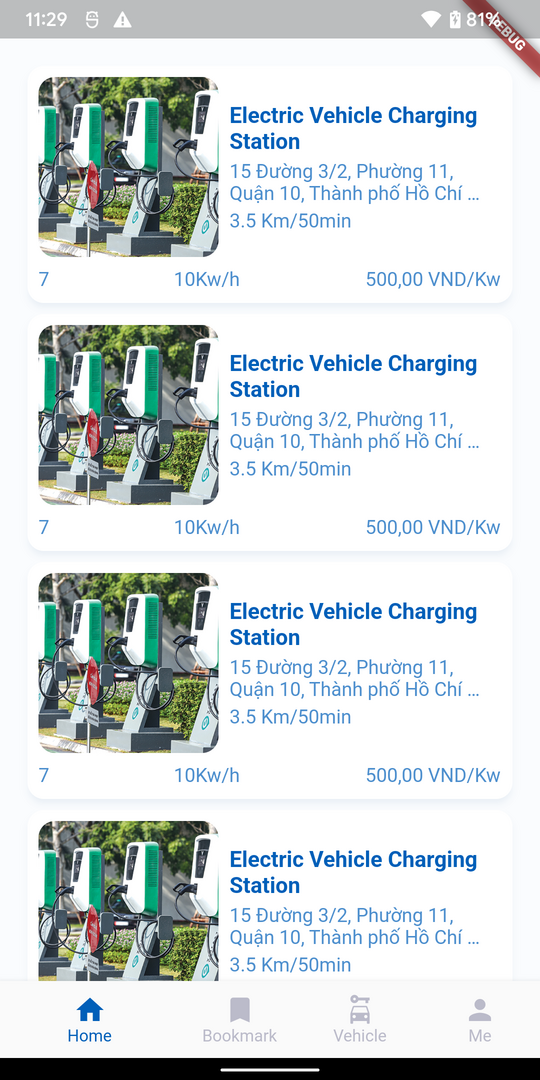 11:29
81%
DEBUG
Electric Vehicle Charging
Station
15 Đường 3/2, Phường 11,
Quận 10, Thành phố Hồ Chí ...
3.5 Km/50min
7 10Kw/h 500,00 VND/Kw
Electric Vehicle Charging
Station
15 Đường 3/2, Phường 11,
Quận 10, Thành phố Hồ Chí ...
3.5 Km/50min
7 10Kw/h 500,00 VND/Kw
Electric Vehicle Charging
Station
15 Đường 3/2, Phường 11,
Quận 10, Thành phố Hồ Chí ...
3.5 Km/50min
7 10Kw/h 500,00 VND/Kw
Electric Vehicle Charging
Station
15 Đường 3/2, Phường 11,
Quận 10, Thành phố Hồ Chí ...
3.5 Km/50min
Home Bookmark Vehicle Me